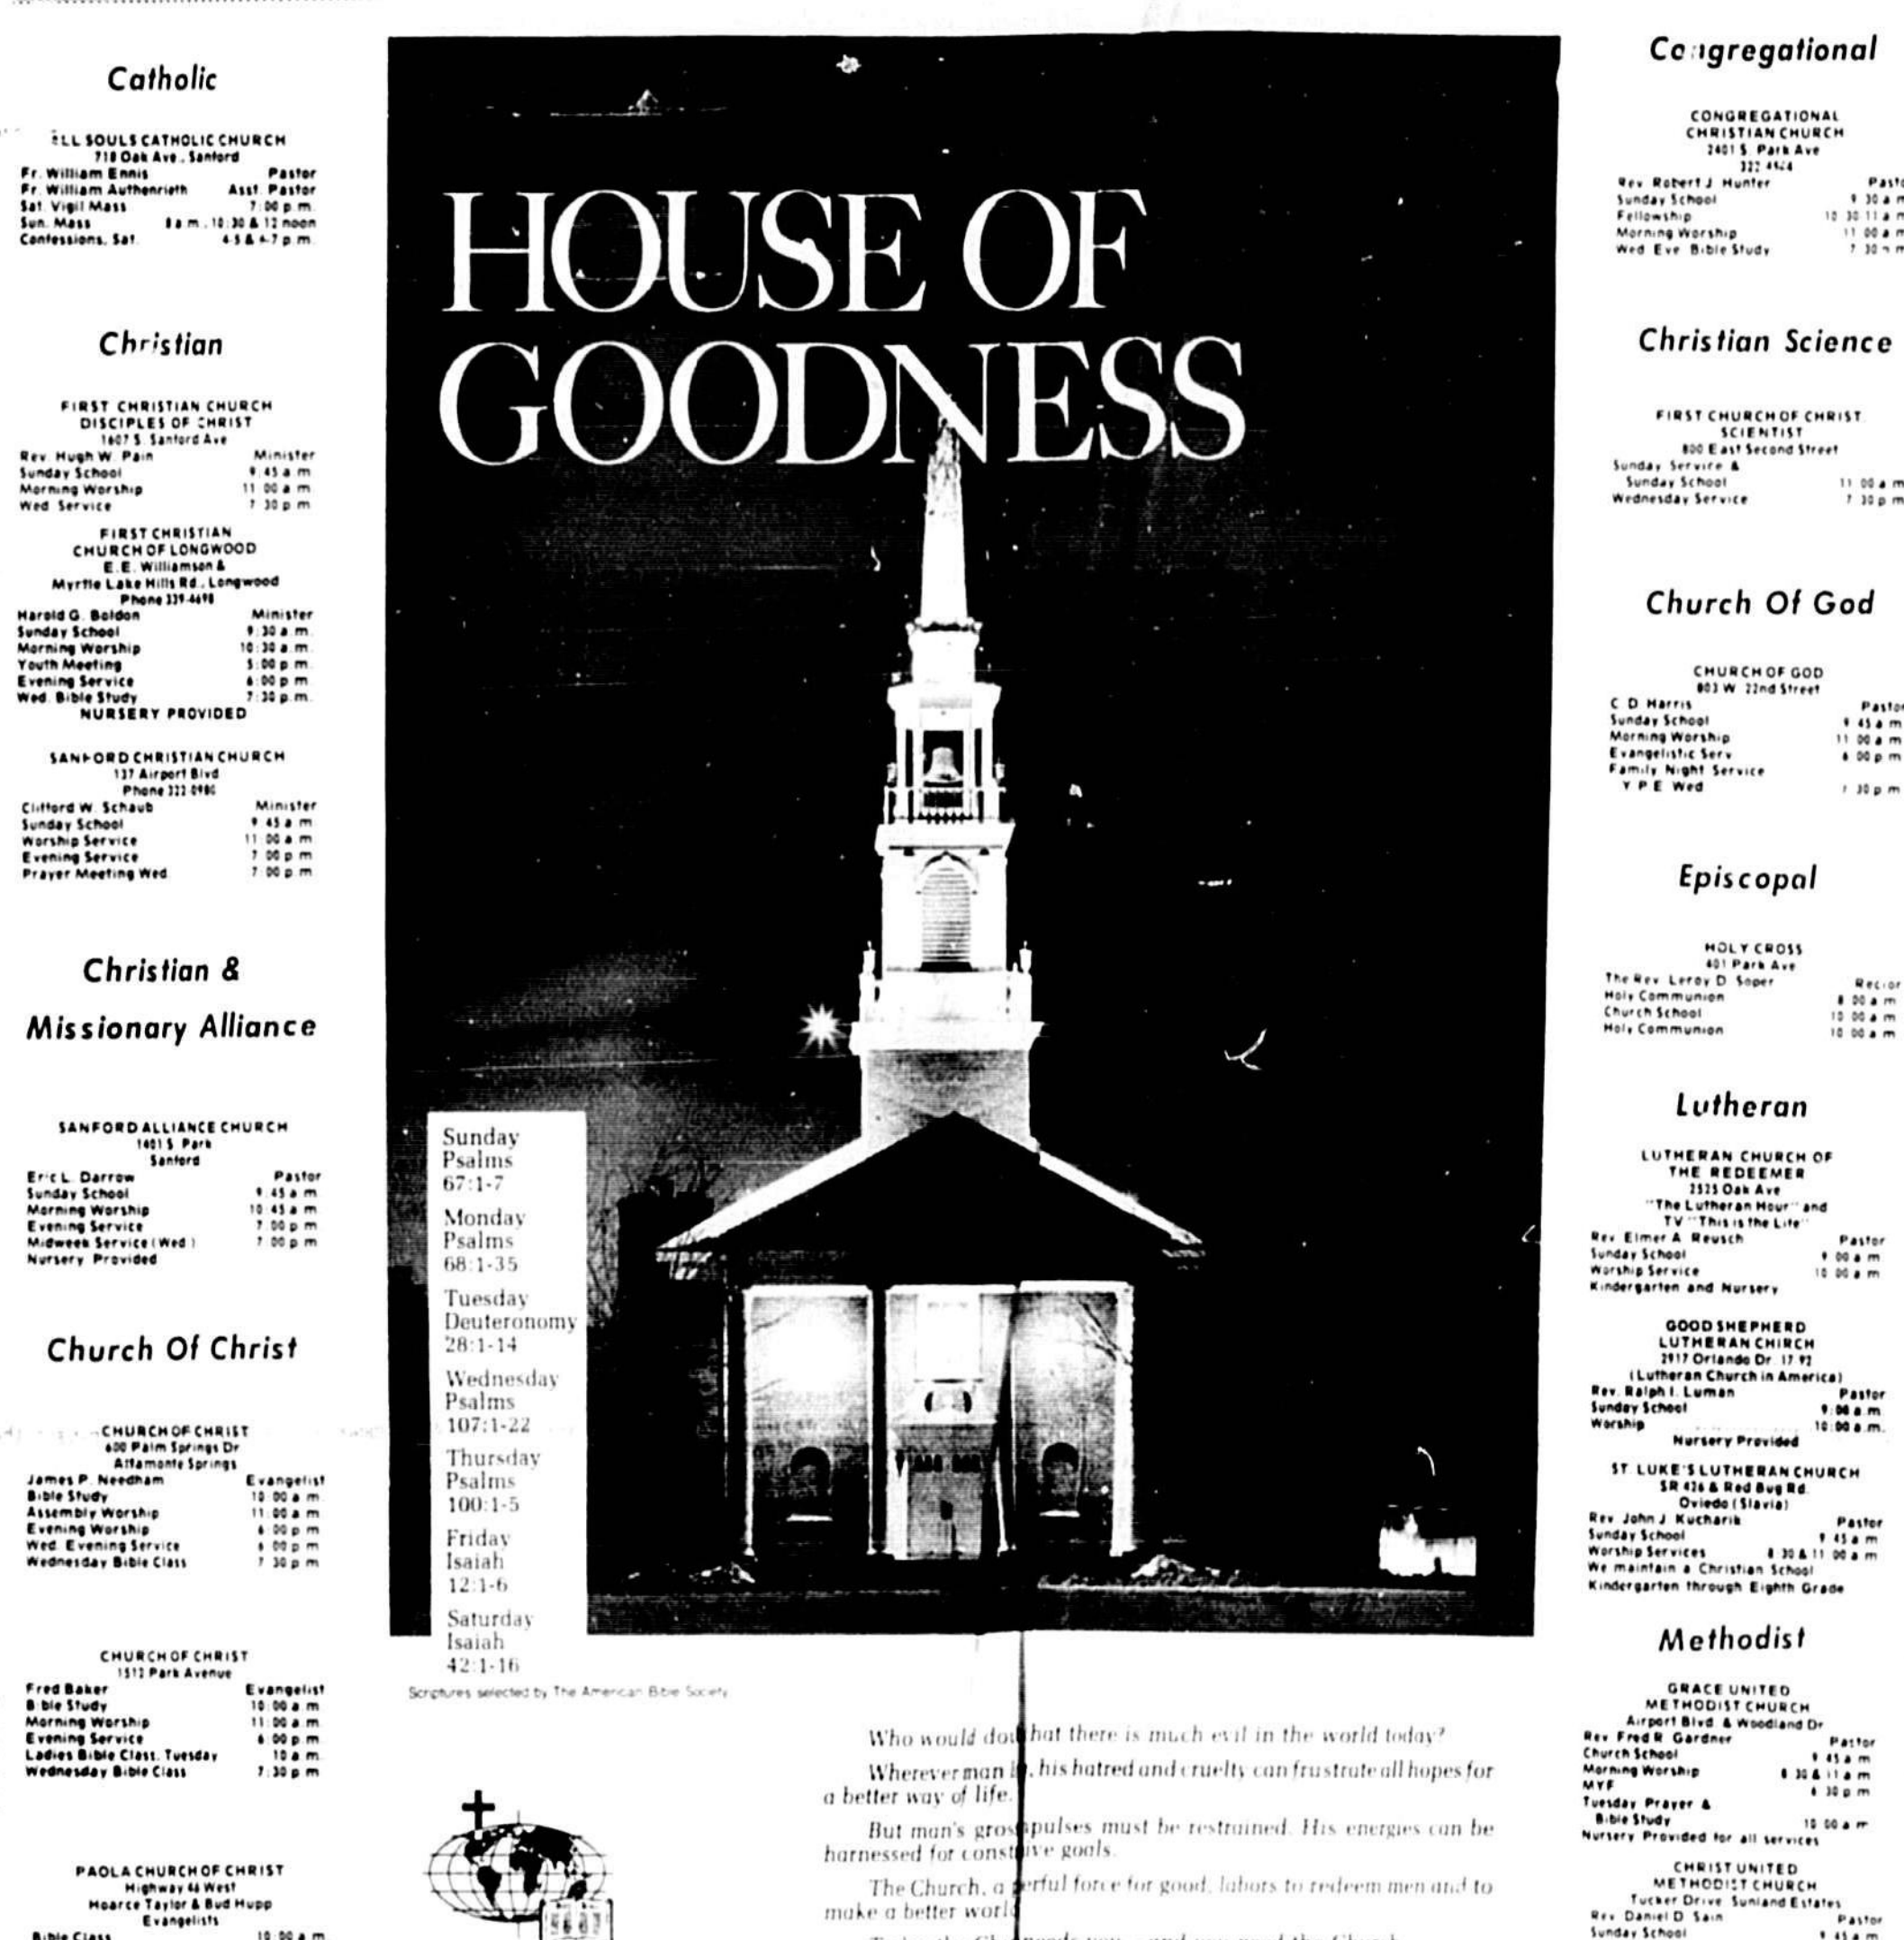 Catholic
ALL SOULS CATHOLIC CHURCH
718 Oak Ave., Sanford
Fr. William Ennis Pastor
Fr. William Authenrieth Asst. Pastor
Sat. Vigil Mass 7:00 p.m.
Sun. Mass 8 a.m., 10:30 & 12 noon
Confessions, Sat. 4-5 & 6-7 p.m.
Christian
FIRST CHRISTIAN CHURCH
DISCIPLES OF CHRIST
1607 S. Sanford Ave
Rev. Hugh W. Pain Minister
Sunday School 9:45 a.m
Morning Worship 11:00 a.m
Wed. Service 7:30 p.m
FIRST CHRISTIAN
CHURCH OF LONGWOOD
E.E. Williamson &
Myrtle Lake Hills Rd., Longwood
Phone 339-4698
Harold G. Boldon Minister
Sunday School 9:30 a.m.
Morning Worship 10:30 a.m.
Youth Meeting 5:00 p.m.
Evening Service 6:00 p.m.
Wed. Bible Study 7:30 p.m.
NURSERY PROVIDED
SANFORD CHRISTIAN CHURCH
137 Airport Blvd
Phone 322-0980
Clifford W. Schaub Minister
Sunday School 9:45 a.m
Worship Service 11:00 a.m
Evening Service 7:00 p.m
Prayer Meeting Wed. 7:00 p.m
Christian &
Missionary Alliance
SANFORD ALLIANCE CHURCH
1401 S. Park
Sanford
Eric L. Darrow Pastor
Sunday School 9:45 a.m
Morning Worship 10:45 a.m
Evening Service 7:00 p.m
Midweek Service (Wed.) 7:00 p.m
Nursery Provided
Church Of Christ
CHURCH OF CHRIST
600 Palm Springs Dr
Altamonte Springs
James P. Needham Evangelist
Bible Study 10:00 a.m
Assembly Worship 11:00 a.m
Evening Worship 6:00 p.m
Wed. Evening Service 6:00 p.m
Wednesday Bible Class 7:30 p.m
CHURCH OF CHRIST
1512 Park Avenue
Fred Baker Evangelist
Bible Study 10:00 a.m
Morning Worship 11:00 a.m
Evening Service 6:00 p.m
Ladies Bible Class, Tuesday 10 a.m.
Wednesday Bible Class 7:30 p.m
PAOLA CHURCH OF CHRIST
Highway 46 West
Hoarce Taylor & Bud Hupp
Evangelists
Bible Class 10:00 a.m
HOUSE OF
GOODNESS
Sunday
Psalms
67:1-7
Monday
Psalms
68:1-35
Tuesday
Deuteronomy
28:1-14
Wednesday
Psalms
107:1-22
Thursday
Psalms
100:1-5
Friday
Isaiah
12:1-6
Saturday
Isaiah
42:1-16
Scriptures selected by The American Bible Society
Who would hat there is much evil in the world today?
Wherever man , his hatred and cruelty can frustrate all hopes for
a better way of life.
But man's gros pulses must be restrained. His energies can be
harnessed for const ive goals.
The Church, a erful force for good, labors to redeem men and to
make a better worl
Congregational
CONGREGATIONAL
CHRISTIAN CHURCH
2401 S. Park Ave
Rev. Robert J. Hunter Pasto
Sunday School 9:30 a m
Fellowship 10:30-11 a m
Morning Worship 11:00 a m
Wed. Eve. Bible Study 7:30
Christian Science
FIRST CHURCH OF CHRIST,
SCIENTIST
800 East Second Street
Sunday Service &
Sunday School 11:00 a m
Wednesday Service 7:30 p m
Church Of God
CHURCH OF GOD
803 W. 22nd Street
C. D. Harris Pastor
Sunday School 9:45 a m
Morning Worship 11:00 a m
Evangelistic Serv. 6:00 p m
Family Night Service
Y.P.E. Wed. 7:30 p m
Episcopal
HOLY CROSS
401 Park Ave
The Rev. Leroy D. Soper Rector
Holy Communion 8:00 a m
Church School 10:00 a m
Holy Communion 10:00 a m
Lutheran
LUTHERAN CHURCH OF
THE REDEEMER
2525 Oak Ave
"The Lutheran Hour" and
TV "This is the Life"
Rev. Elmer A. Reusch Pastor
Sunday School 9:00 a m
Worship Service 10:00 a m
Kindergarten and Nursery
GOOD SHEPHERD
LUTHERAN CHIRCH
2917 Orlando Dr. 17-92
(Lutheran Church in America)
Rev. Ralph I. Luman Pastor
Sunday School 9:00 a.m
Worship 10:00 a.m.
Nursery Provided
ST. LUKE'S LUTHERAN CHURCH
SR 426 & Red Bug Rd.
Oviedo (Slavia)
Rev. John J. Kucharik Pastor
Sunday School 9:45 a m
Worship Services 8:30 & 11:00 a m
We maintain a Christian School
Kindergarten through Eighth Grade
Methodist
GRACE UNITED
METHODIST CHURCH
Airport Blvd. & Woodland Dr
Rev. Fred R. Gardner Pastor
Church School 9:45 a m
Morning Worship 8:30 & 11 a m
MYF 6:30 p m
Tuesday Prayer &
Bible Study 10:00 a m
Nursery Provided for all services
CHRIST UNITED
METHODIST CHURCH
Tucker Drive, Sunland Estates
Rev. Daniel D. Sain Pastor
Sunday School 9:45 a m